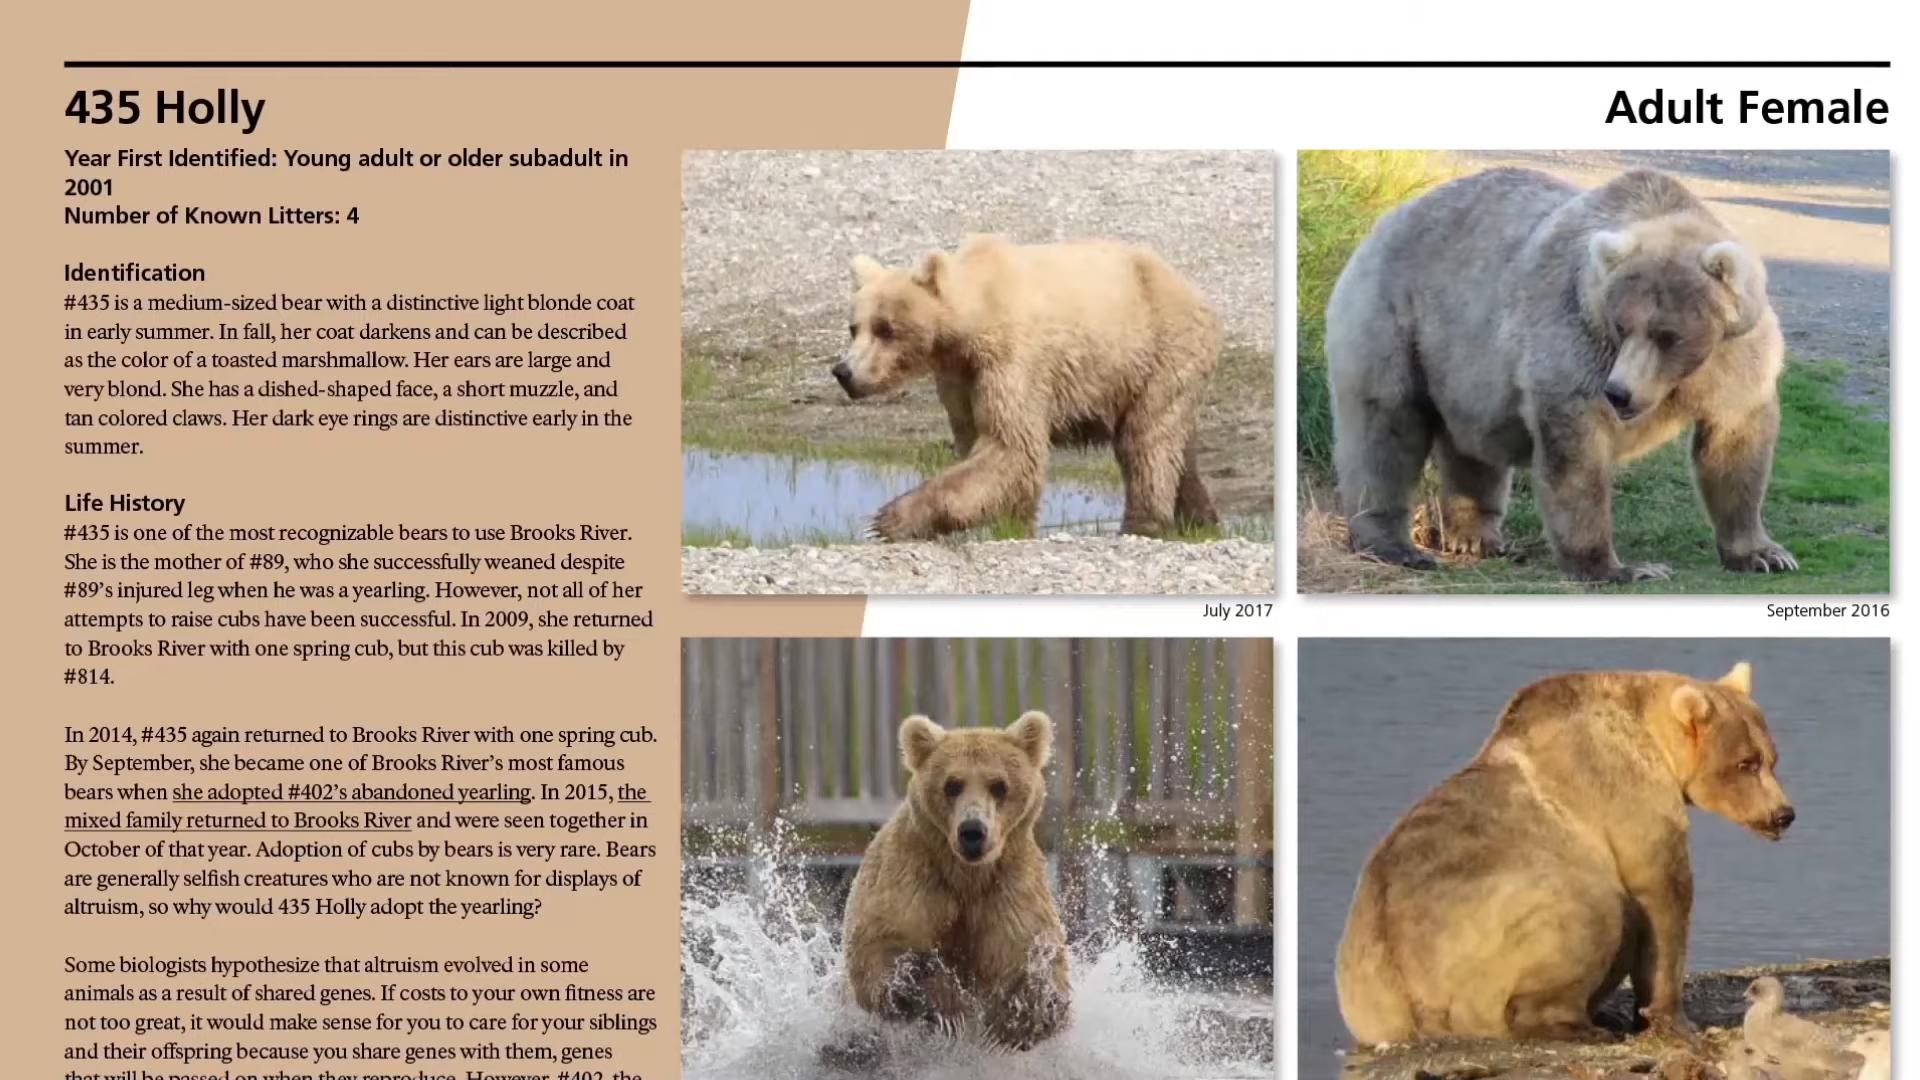 435 Holly
Adult Female
Year First Identified: Young adult or older subadult in
2001
Number of Known Litters: 4
Identification
#435 is a medium-sized bear with a distinctive light blonde coat
in early summer. In fall, her coat darkens and can be described
as the color of a toasted marshmallow. Her ears are large and
very blond. She has a dished-shaped face, a short muzzle, and
tan colored claws. Her dark eye rings are distinctive early in the
summer.
Life History
#435 is one of the most recognizable bears to use Brooks River.
She is the mother of #89, who she successfully weaned despite
#89's injured leg when he was a yearling. However, not all of her
attempts to raise cubs have been successful. In 2009, she returned
to Brooks River with one spring cub, but this cub was killed by
#814.
In 2014, #435 again returned to Brooks River with one spring cub.
By September, she became one of Brooks River's most famous
bears when she adopted #402's abandoned yearling. In 2015, the
mixed family returned to Brooks River and were seen together in
October of that year. Adoption of cubs by bears is very rare. Bears
are generally selfish creatures who are not known for displays of
altruism, so why would 435 Holly adopt the yearling?
Some biologists hypothesize that altruism evolved in some
animals as a result of shared genes. If costs to your own fitness are
not too great, it would make sense for you to care for your siblings
and their offspring because you share genes with them, genes
that will be passed on when they reproduce. However, #402, the
July 2017
September 2016